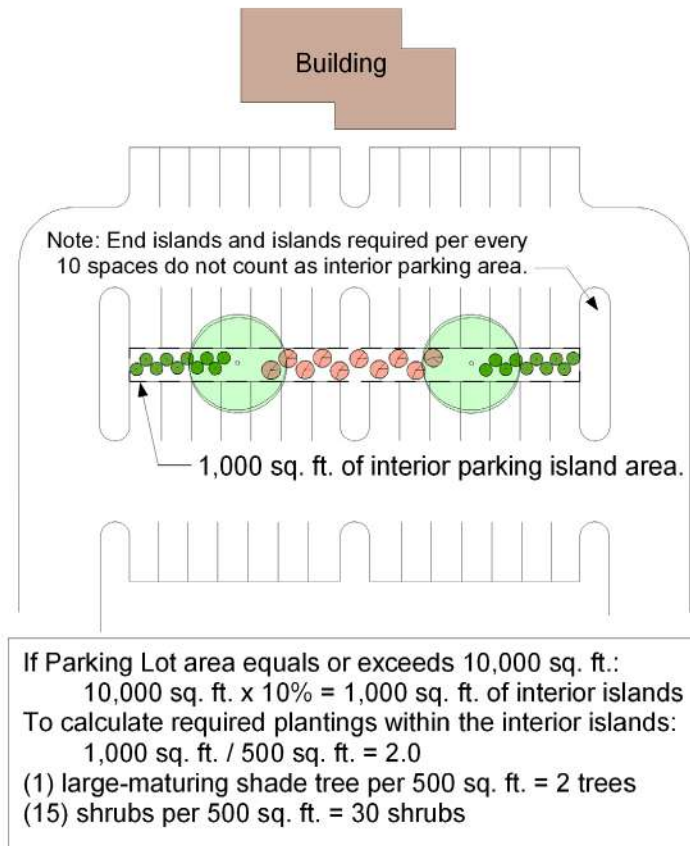 Building
Note: End islands and islands required per every
10 spaces do not count as interior parking area.
1,000 sq. ft. of interior parking island area.
If Parking Lot area equals or exceeds 10,000 sq. ft.:
10,000 sq. ft. x 10% = 1,000 sq. ft. of interior islands
To calculate required plantings within the interior islands:
1,000 sq. ft. / 500 sq. ft. = 2.0
(1) large-maturing shade tree per 500 sq. ft. = 2 trees
(15) shrubs per 500 sq. ft. = 30 shrubs